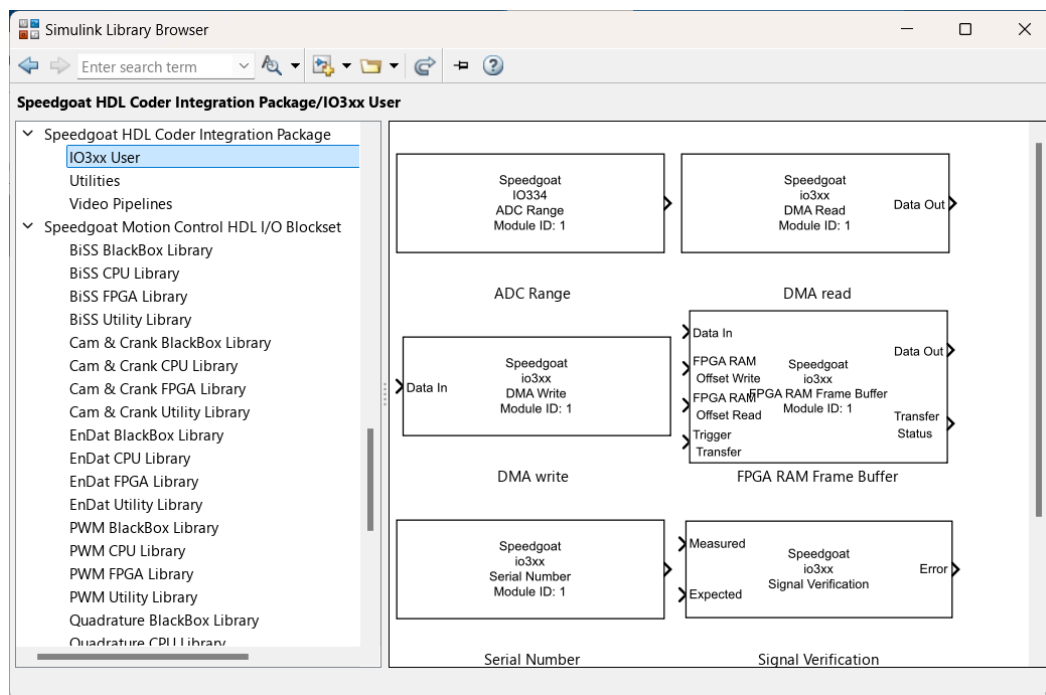 Simulink Library Browser
Enter search term
Speedgoat HDL Coder Integration Package/IO3xx User
Speedgoat HDL Coder Integration Package
IO3xx User
Utilities
Video Pipelines
Speedgoat Motion Control HDL I/O Blockset
BiSS BlackBox Library
BiSS CPU Library
BiSS FPGA Library
BiSS Utility Library
Cam & Crank BlackBox Library
Cam & Crank CPU Library
Cam & Crank FPGA Library
Cam & Crank Utility Library
EnDat BlackBox Library
EnDat CPU Library
EnDat FPGA Library
EnDat Utility Library
PWM BlackBox Library
PWM CPU Library
PWM FPGA Library
PWM Utility Library
Quadrature BlackBox Library
Quadrature CPU Library
Speedgoat
IO334
ADC Range
Module ID: 1
ADC Range
Speedgoat
io3xx
DMA Read
Module ID: 1
Data Out
DMA read
Data In
Speedgoat
io3xx
DMA Write
Module ID: 1
DMA write
Data In
FPGA RAM
Offset Write
FPGA RAM
Offset Read
Trigger
Transfer
Speedgoat
io3xx
FPGA RAM Frame Buffer
Module ID: 1
Data Out
Transfer
Status
FPGA RAM Frame Buffer
Speedgoat
io3xx
Serial Number
Module ID: 1
Serial Number
Measured
Expected
Speedgoat
io3xx
Signal Verification
Error
Signal Verification